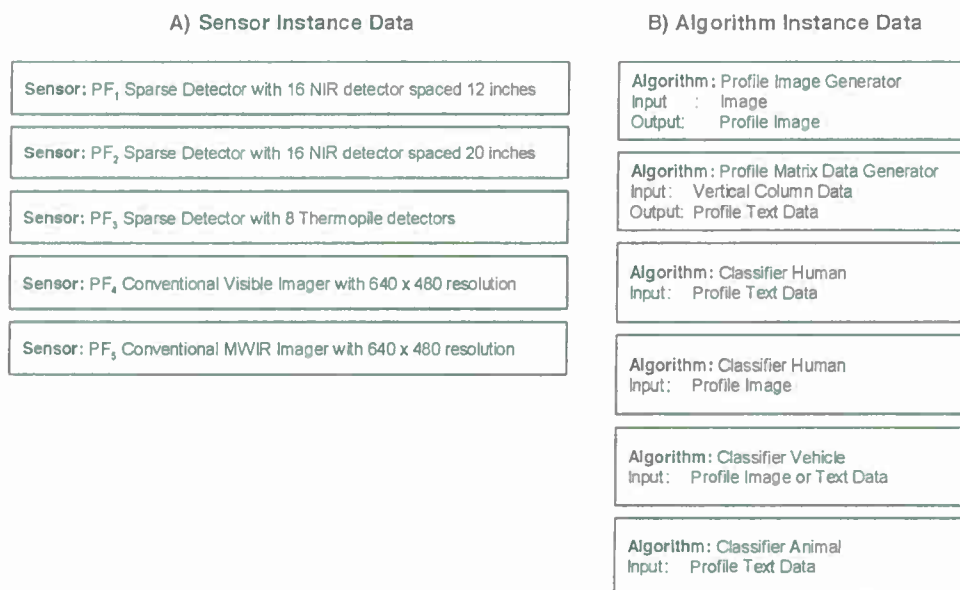 A) Sensor Instance Data
Sensor: PF₁ Sparse Detector with 16 NIR detector spaced 12 inches
Sensor: PF₂ Sparse Detector with 16 NIR detector spaced 20 inches
Sensor: PF₃ Sparse Detector with 8 Thermopile detectors
Sensor: PF₄ Conventional Visible Imager with 640 x 480 resolution
Sensor: PF₅ Conventional MWIR Imager with 640 x 480 resolution
B) Algorithm Instance Data
Algorithm: Profile Image Generator
Input : Image
Output: Profile Image
Algorithm: Profile Matrix Data Generator
Input: Vertical Column Data
Output: Profile Text Data
Algorithm: Classifier Human
Input: Profile Text Data
Algorithm: Classifier Human
Input: Profile Image
Algorithm: Classifier Vehicle
Input: Profile Image or Text Data
Algorithm: Classifier Animal
Input: Profile Text Data